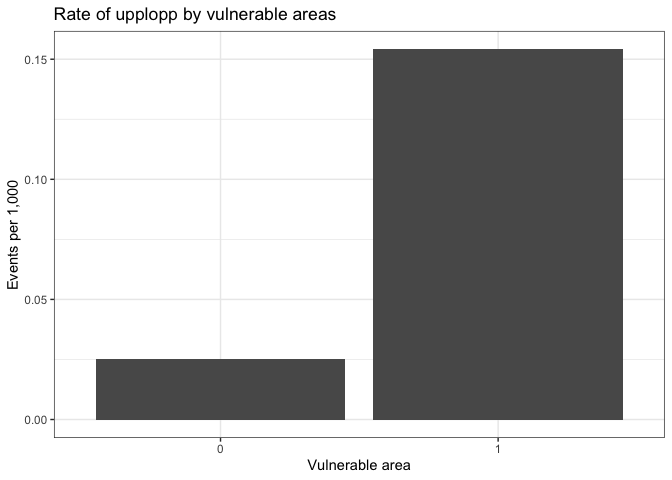 Rate of upplopp by vulnerable areas
Events per 1,000
0.15
0.10
0.05
0.00
0
1
Vulnerable area